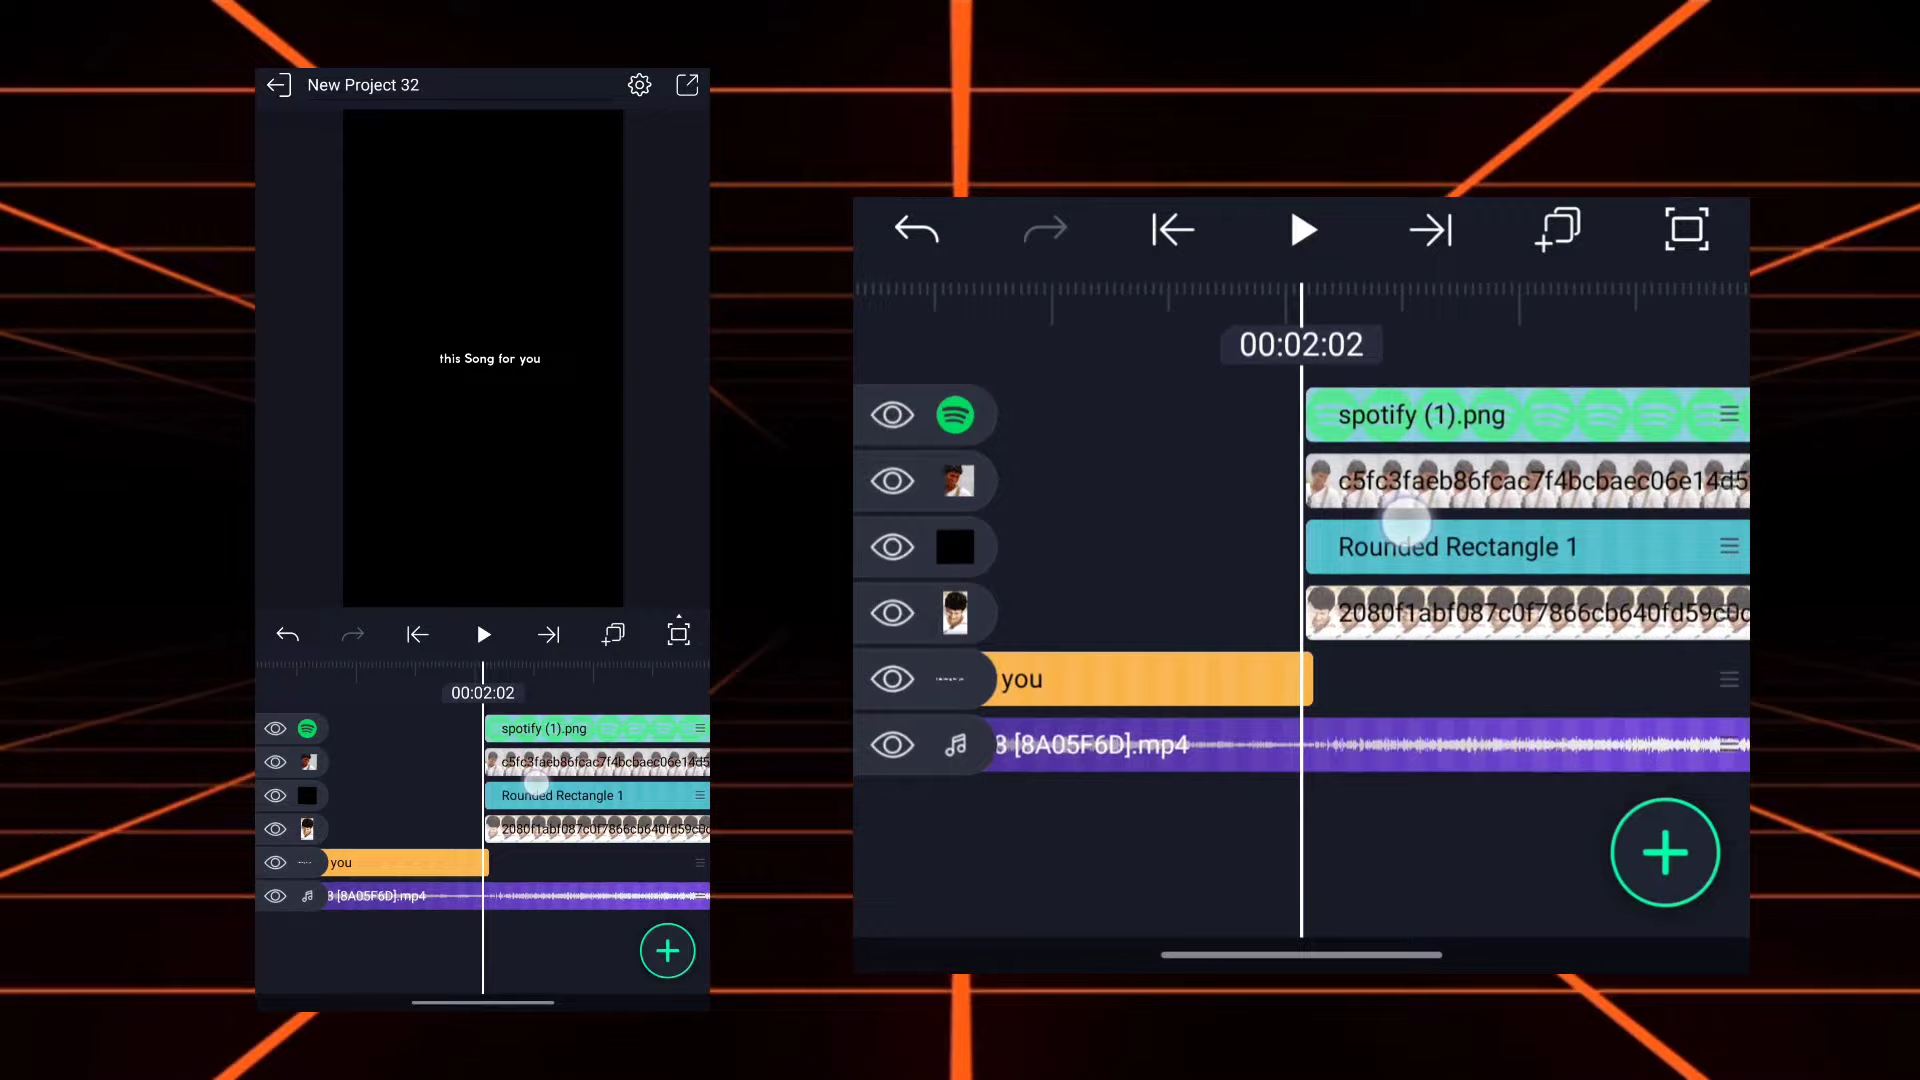 New Project 32
this Song for you
00:02:02
spotify (1).png
c5fc3faeb86fcac7f4bcbaec06e14d5
Rounded Rectangle 1
2080f1abf087c0f7866cb640fd59c0c
you
3 [8A05F6D].mp4
00:02:02
spotify (1).png
c5fc3faeb86fcac7f4bcbaec06e14d5
Rounded Rectangle 1
2080f1abf087c0f7866cb640fd59c0c
you
3 [8A05F6D].mp4